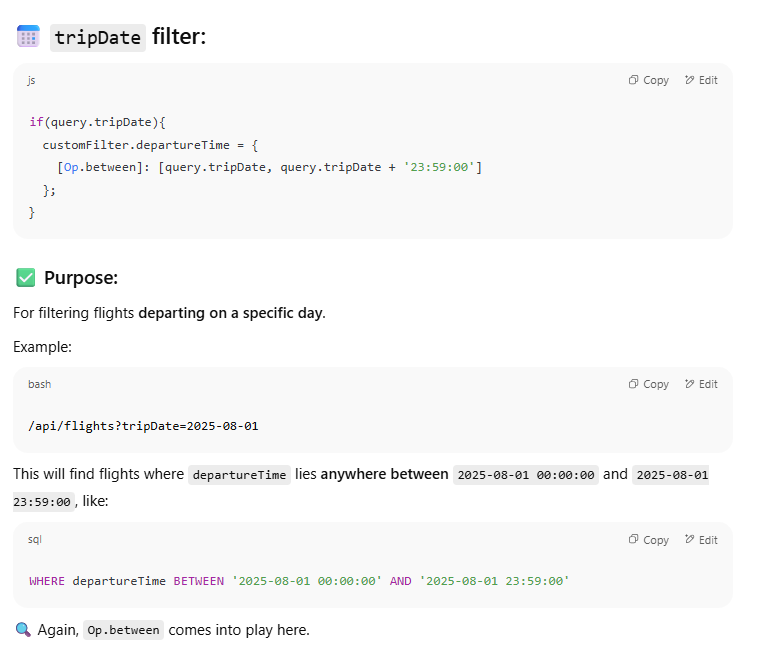 tripDate filter:
js
Copy
Edit
if(query.tripDate){
  customFilter.departureTime = {
    [Op.between]: [query.tripDate, query.tripDate + '23:59:00']
  };
}
Purpose:
For filtering flights departing on a specific day.
Example:
bash
Copy
Edit
/api/flights?tripDate=2025-08-01
This will find flights where departureTime lies anywhere between 2025-08-01 00:00:00 and 2025-08-01
23:59:00, like:
sql
Copy
Edit
WHERE departureTime BETWEEN '2025-08-01 00:00:00' AND '2025-08-01 23:59:00'
Again, Op.between comes into play here.